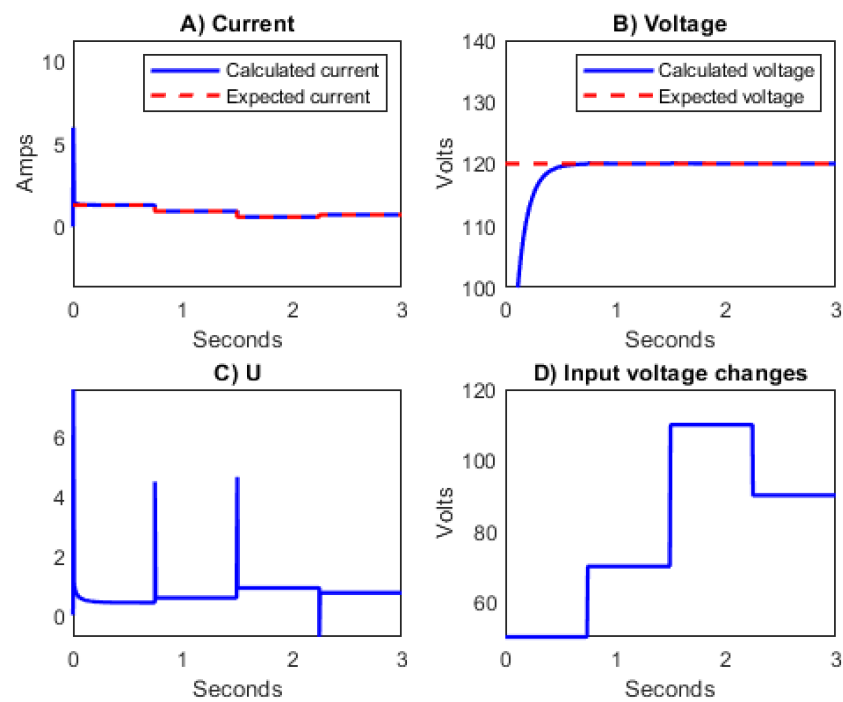 A) Current
10
5
0
Amps
Calculated current
Expected current
0 1 2 3
Seconds
B) Voltage
140
130
120
110
100
Volts
Calculated voltage
Expected voltage
0 1 2 3
Seconds
C) U
6
4
2
0
0 1 2 3
Seconds
D) Input voltage changes
120
100
80
60
Volts
0 1 2 3
Seconds